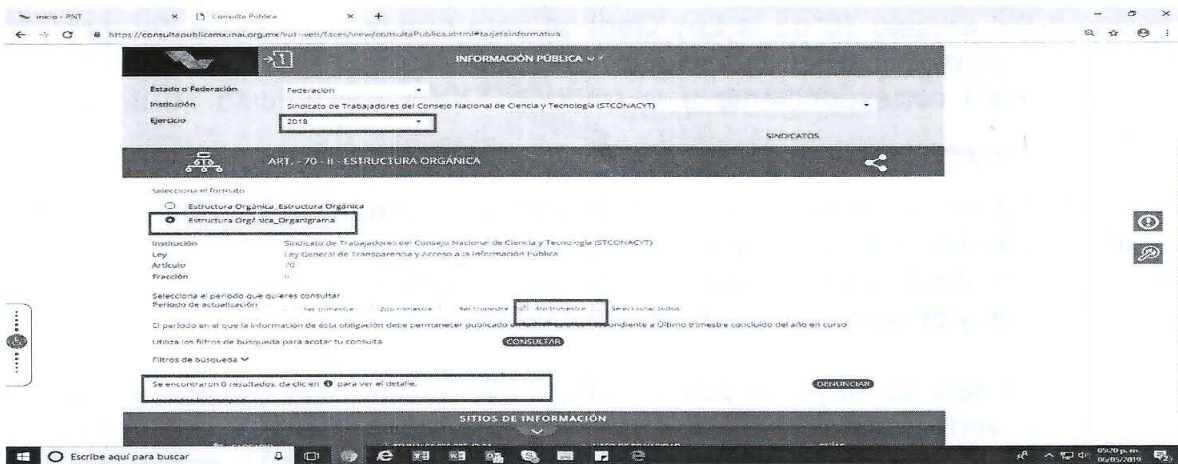 inicio - PNT
Consulta Pública
https://consultapublicamx.inai.org.mx/vut-web/faces/view/consultaPublica.xhtml#tarjetaInformativa
INFORMACIÓN PÚBLICA
Estado o Federación Federación
Institución Sindicato de Trabajadores del Consejo Nacional de Ciencia y Tecnología (STCONACYT)
Ejercicio 2018
SINDICATOS
ART. - 70 - II - ESTRUCTURA ORGÁNICA
Selecciona el formato
Estructura Orgánica_Estructura Orgánica
Estructura Orgánica_Organigrama
Institución Sindicato de Trabajadores del Consejo Nacional de Ciencia y Tecnología (STCONACYT)
Ley Ley General de Transparencia y Acceso a la Información Pública
Artículo 70
Fracción II
Selecciona el periodo que quieres consultar
Periodo de actualización 1er trimestre 2do trimestre 3er trimestre 4to trimestre Seleccionar todos
El periodo en el que la información de ésta obligación debe permanecer publicado a Último trimestre concluido del año en curso
Utiliza los filtros de búsqueda para acotar tu consulta CONSULTAR
Filtros de búsqueda
Se encontraron 0 resultados, da clic en para ver el detalle. DENUNCIAR
SITIOS DE INFORMACIÓN
Escribe aquí para buscar
05:20 p. m.
06/05/2019